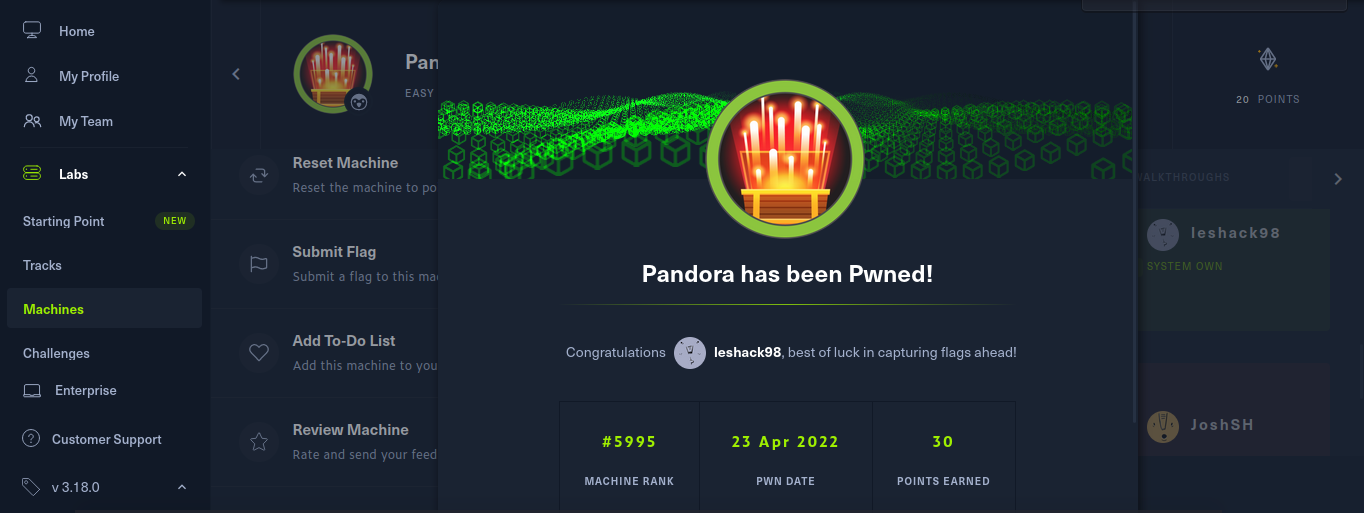 Home
My Profile
My Team
Labs
Starting Point NEW
Tracks
Machines
Challenges
Enterprise
Customer Support
v 3.18.0
Pan
EASY
Reset Machine
Reset the machine to po
Submit Flag
Submit a flag to this ma
Add To-Do List
Add this machine to you
Review Machine
Rate and send your feed
Pandora has been Pwned!
Congratulations leshack98, best of luck in capturing flags ahead!
#5995
MACHINE RANK
23 Apr 2022
PWN DATE
30
POINTS EARNED
20 POINTS
WALKTHROUGHS
leshack98
SYSTEM OWN
JoshSH